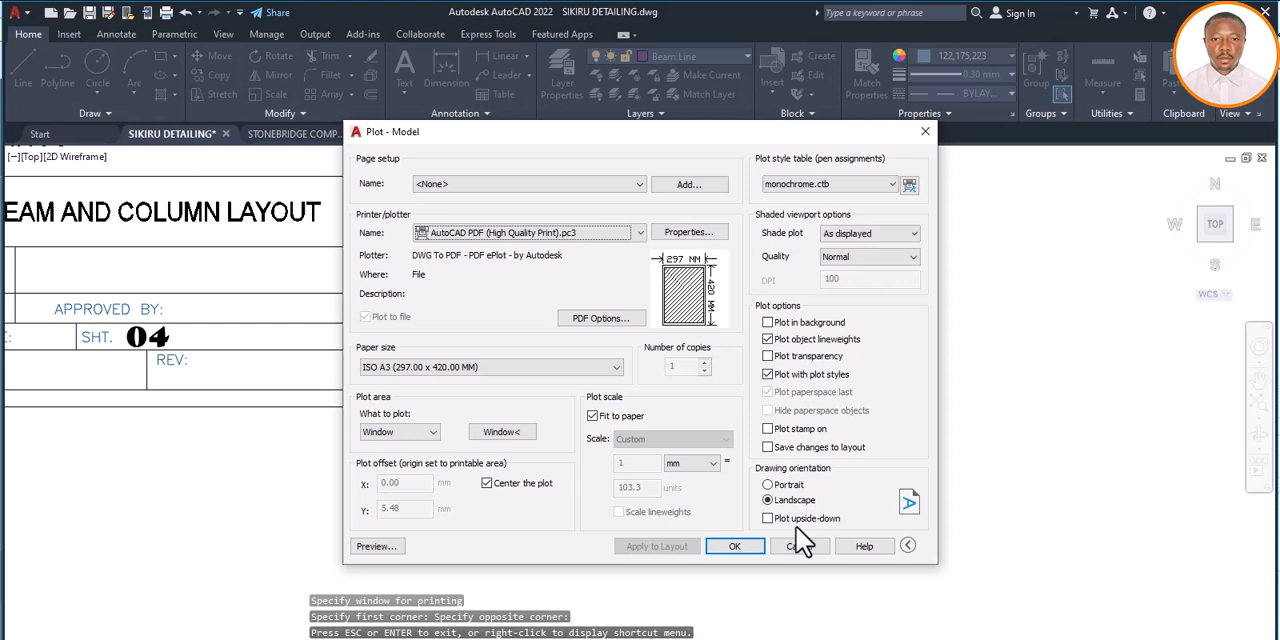 Share
Autodesk AutoCAD 2022 SIKIRU DETAILING.dwg
Type a keyword or phrase
Sign In
Home Insert Annotate Parametric View Manage Output Add-ins Collaborate Express Tools Featured Apps
Line Polyline Circle Arc
Move Rotate Trim
Copy Mirror Fillet
Stretch Scale Array
Text Dimension
Linear
Leader
Table
Layer Properties
Beam Line
Make Current
Match Layer
Insert
Create
Edit
Match Properties
122,175,223
0.30 mm
BYLAY...
Group
Measure
Draw Modify Annotation Layers Block Properties Groups Utilities Clipboard View
Start SIKIRU DETAILING* STONEBRIDGE COMP...
[−][Top][2D Wireframe]
EAM AND COLUMN LAYOUT
APPROVED BY:
SHT. 04
REV:
N
W TOP E
S
WCS
Plot - Model
Page setup
Name: <None> Add...
Printer/plotter
Name: AutoCAD PDF (High Quality Print).pc3 Properties...
Plotter: DWG To PDF - PDF ePlot - by Autodesk
Where: File
Description:
Plot to file PDF Options...
297 MM
420 MM
Paper size
ISO A3 (297.00 x 420.00 MM)
Number of copies
1
Plot area
What to plot:
Window Window<
Plot offset (origin set to printable area)
X: 0.00 mm Center the plot
Y: 5.48 mm
Plot scale
Fit to paper
Scale: Custom
1 mm =
103.3 units
Scale lineweights
Plot style table (pen assignments)
monochrome.ctb
Shaded viewport options
Shade plot As displayed
Quality Normal
DPI 100
Plot options
Plot in background
Plot object lineweights
Plot transparency
Plot with plot styles
Plot paperspace last
Hide paperspace objects
Plot stamp on
Save changes to layout
Drawing orientation
Portrait
Landscape
Plot upside-down
Preview... Apply to Layout OK Help
Specify window for printing
Specify first corner: Specify opposite corner:
Press ESC or ENTER to exit, or right-click to display shortcut menu.